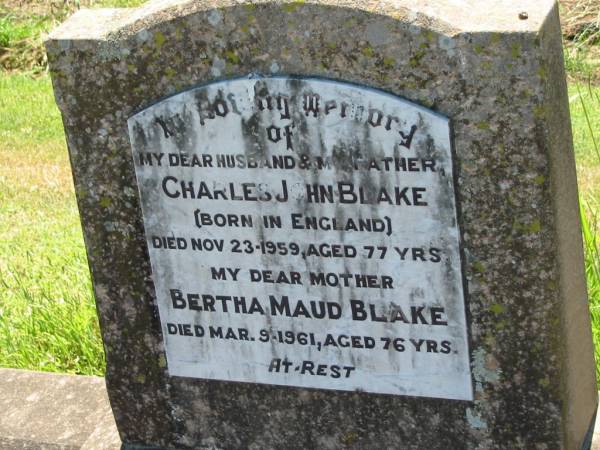 In Loving Memory
of
MY DEAR HUSBAND & MY FATHER,
CHARLES JOHN BLAKE
(BORN IN ENGLAND)
DIED NOV 23-1959, AGED 77 YRS.
MY DEAR MOTHER
BERTHA MAUD BLAKE
DIED MAR. 9-1961, AGED 76 YRS.
AT-REST